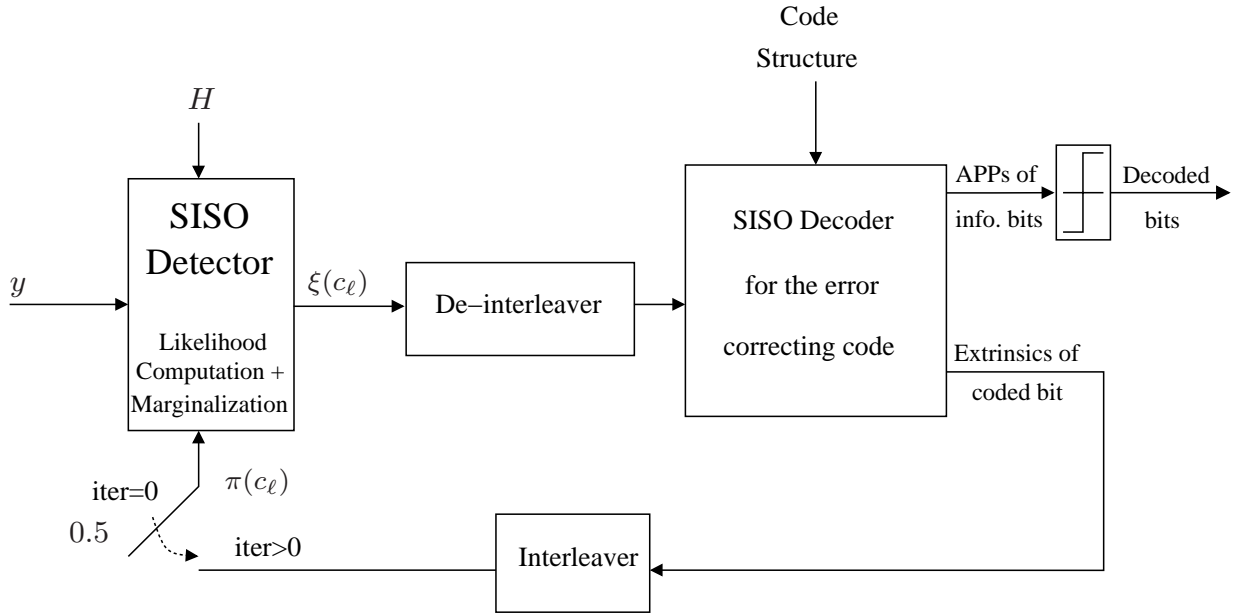 Code
Structure
H
SISO
Detector
Likelihood
Computation +
Marginalization
y
ξ(c_ℓ)
De-interleaver
SISO Decoder
for the error
correcting code
APPs of
info. bits
Decoded
bits
Extrinsics of
coded bit
π(c_ℓ)
iter=0
0.5
iter>0
Interleaver